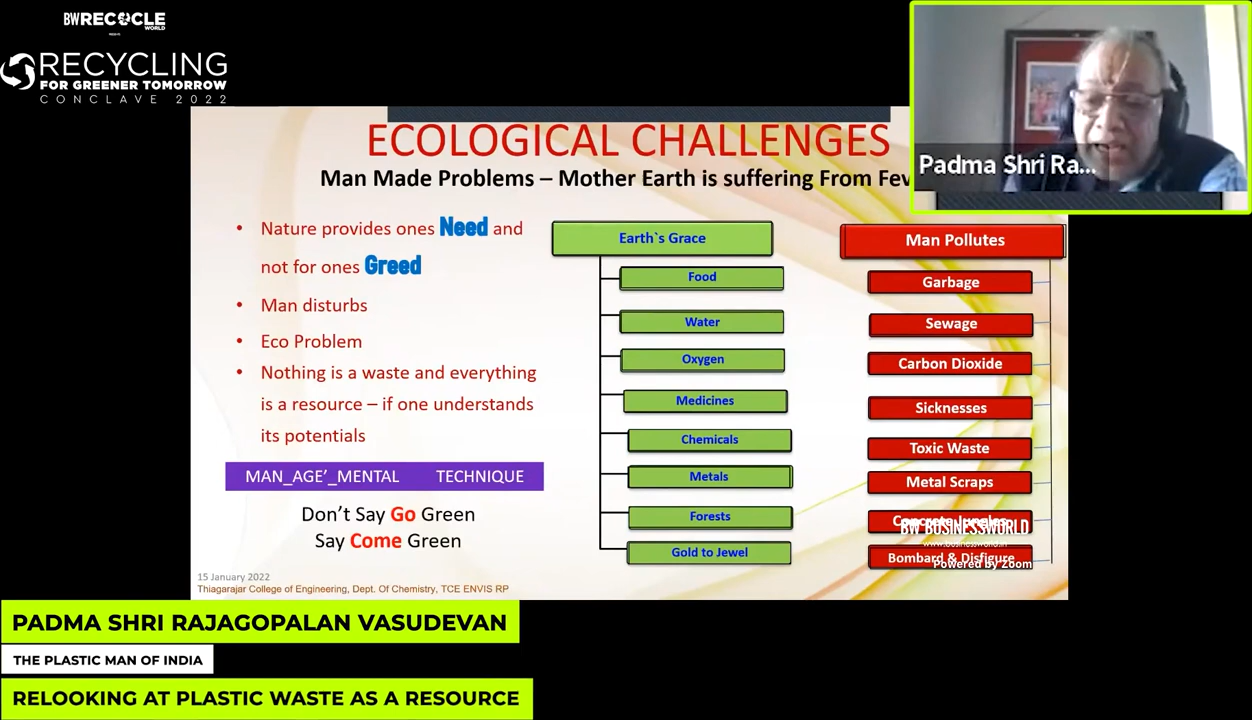 BW RECYCLE
WORLD
RECYCLING
FOR GREENER TOMORROW
CONCLAVE 2022
Padma Shri Ra...
ECOLOGICAL CHALLENGES
Man Made Problems – Mother Earth is suffering From Fev
• Nature provides ones Need and
not for ones Greed
• Man disturbs
• Eco Problem
• Nothing is a waste and everything
is a resource – if one understands
its potentials
MAN_AGE’_MENTAL TECHNIQUE
Don’t Say Go Green
Say Come Green
Earth`s Grace
Food
Water
Oxygen
Medicines
Chemicals
Metals
Forests
Gold to Jewel
Man Pollutes
Garbage
Sewage
Carbon Dioxide
Sicknesses
Toxic Waste
Metal Scraps
Concrete Jungles
Bombard & Disfigure
BW BUSINESSWORLD
www.businessworld.in
Powered by Zoom
15 January 2022
Thiagarajar College of Engineering, Dept. Of Chemistry, TCE ENVIS RP
PADMA SHRI RAJAGOPALAN VASUDEVAN
THE PLASTIC MAN OF INDIA
RELOOKING AT PLASTIC WASTE AS A RESOURCE